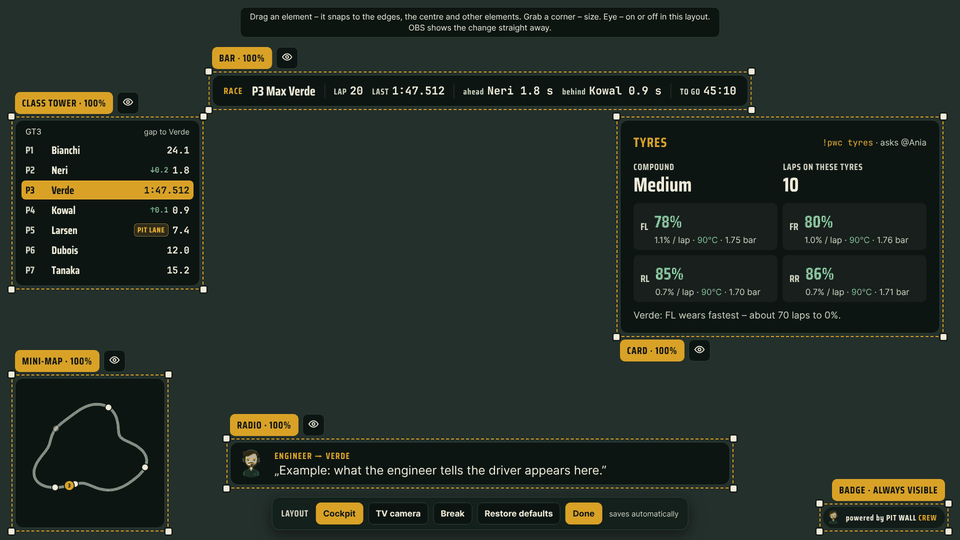 Drag an element – it snaps to the edges, the centre and other elements. Grab a corner – size. Eye – on or off in this layout.
OBS shows the change straight away.
BAR · 100%
RACE P3 Max Verde LAP 20 LAST 1:47.512 ahead Neri 1.8 s behind Kowal 0.9 s TO GO 45:10
CLASS TOWER · 100%
GT3 gap to Verde
P1 Bianchi 24.1
P2 Neri ↓0.2 1.8
P3 Verde 1:47.512
P4 Kowal ↑0.1 0.9
P5 Larsen PIT LANE 7.4
P6 Dubois 12.0
P7 Tanaka 15.2
TYRES !pwc tyres · asks @Ania
COMPOUND LAPS ON THESE TYRES
Medium 10
FL 78% FR 80%
1.1% / lap · 90°C · 1.75 bar 1.0% / lap · 90°C · 1.76 bar
RL 85% RR 86%
0.7% / lap · 90°C · 1.70 bar 0.7% / lap · 90°C · 1.71 bar
Verde: FL wears fastest – about 70 laps to 0%.
CARD · 100%
MINI-MAP · 100%
RADIO · 100%
ENGINEER → VERDE
„Example: what the engineer tells the driver appears here.”
LAYOUT Cockpit TV camera Break Restore defaults Done saves automatically
BADGE · ALWAYS VISIBLE
powered by PIT WALL CREW